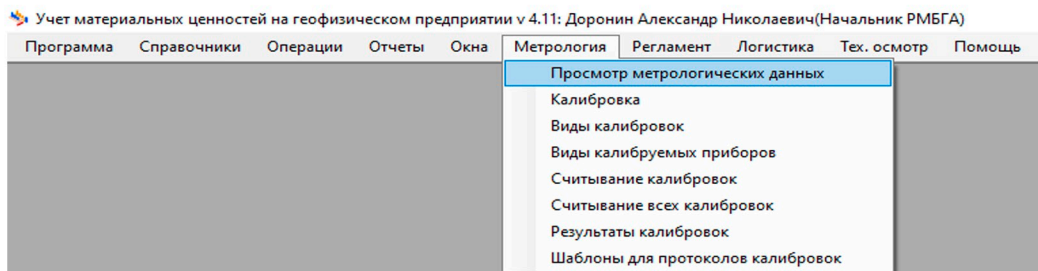 Учет материальных ценностей на геофизическом предприятии v 4.11: Доронин Александр Николаевич(Начальник РМБГА)
Программа Справочники Операции Отчеты Окна Метрология Регламент Логистика Тех. осмотр Помощь
Просмотр метрологических данных
Калибровка
Виды калибровок
Виды калибруемых приборов
Считывание калибровок
Считывание всех калибровок
Результаты калибровок
Шаблоны для протоколов калибровок